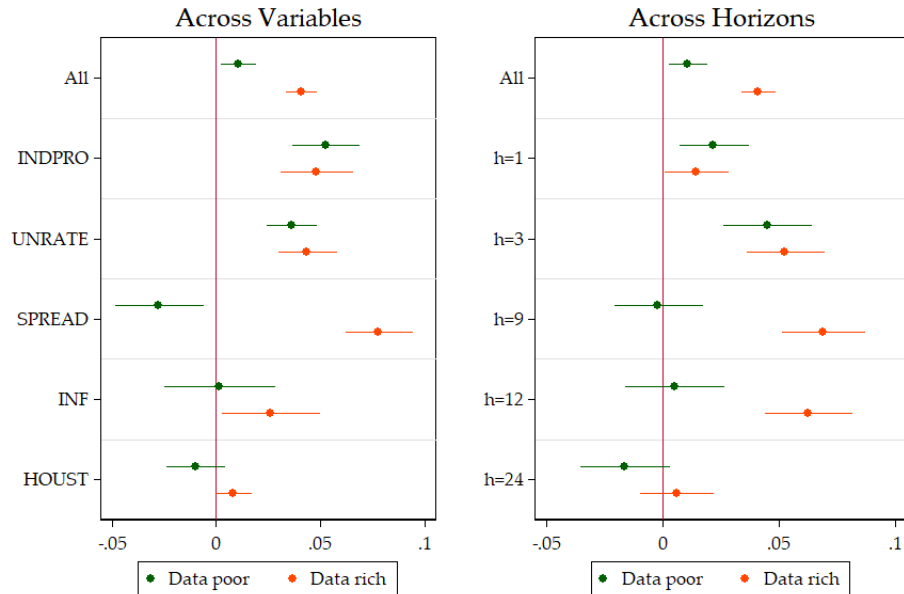 Across Variables
All
INDPRO
UNRATE
SPREAD
INF
HOUST
-.05 0 .05 .1
Data poor Data rich
Across Horizons
All
h=1
h=3
h=9
h=12
h=24
-.05 0 .05 .1
Data poor Data rich